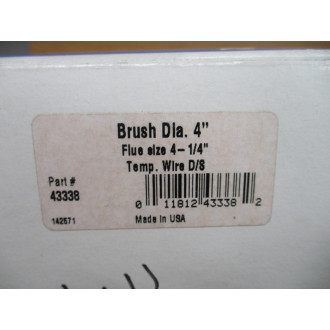 Brush Dia. 4"
Flue size 4-1/4"
Temp. Wire D/S
Part #
43338
0 11812 43338 2
142671
Made in USA